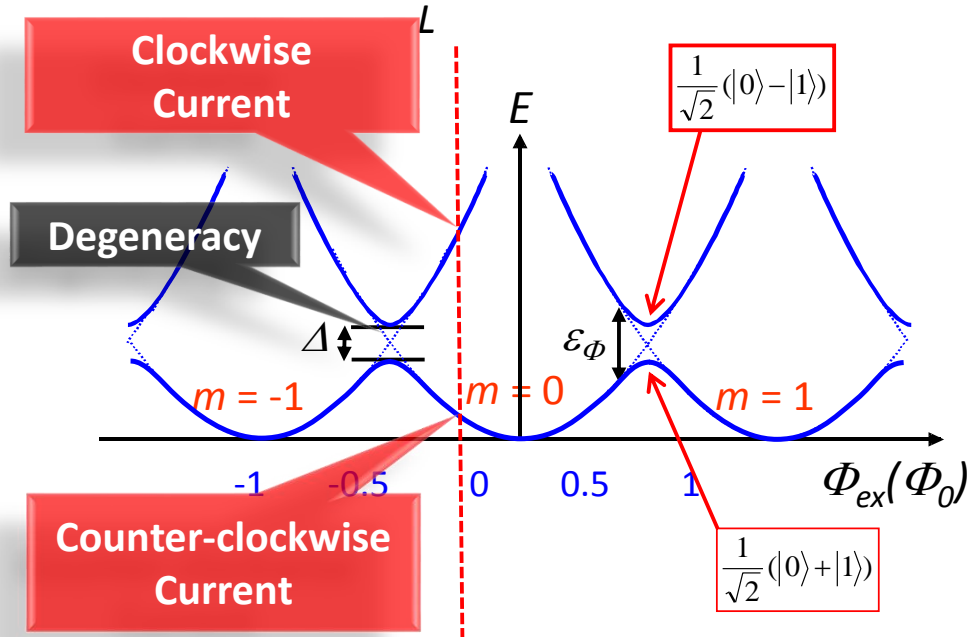 L
Clockwise
Current
E
1/√2 (|0⟩−|1⟩)
Degeneracy
Δ
ε_Φ
m = -1
m = 0
m = 1
-1
-0.5
0
0.5
1
Φ_ex(Φ_0)
Counter-clockwise
Current
1/√2 (|0⟩+|1⟩)